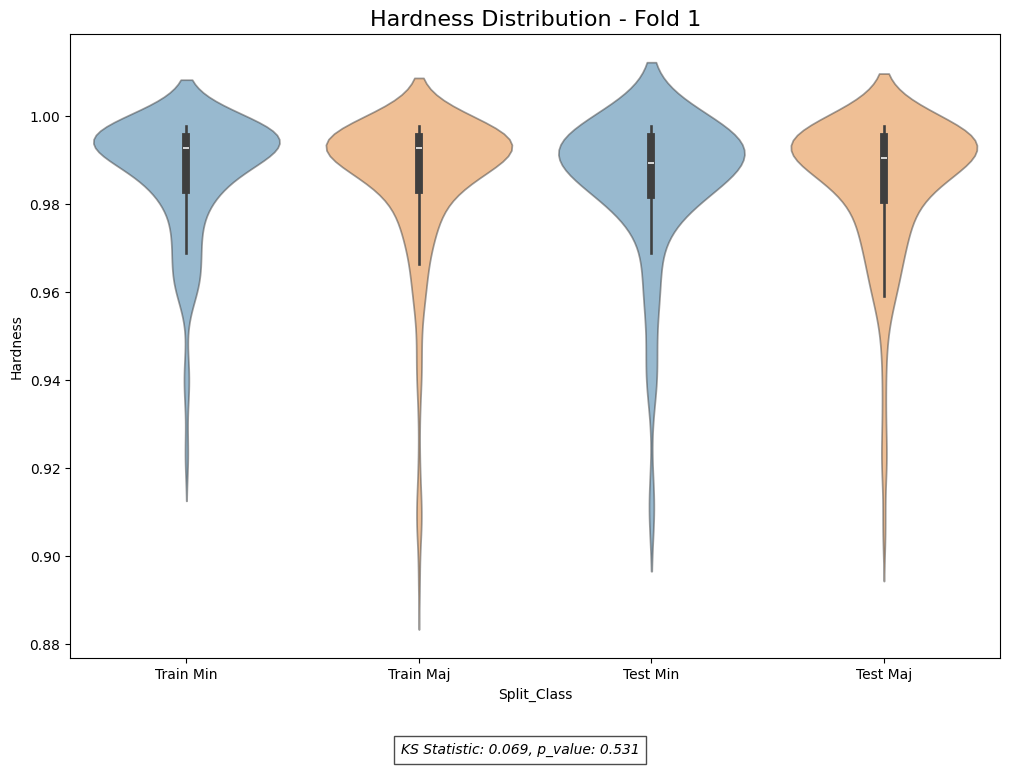 Hardness Distribution - Fold 1
Hardness
1.00
0.98
0.96
0.94
0.92
0.90
0.88
Train Min Train Maj Test Min Test Maj
Split_Class
KS Statistic: 0.069, p_value: 0.531